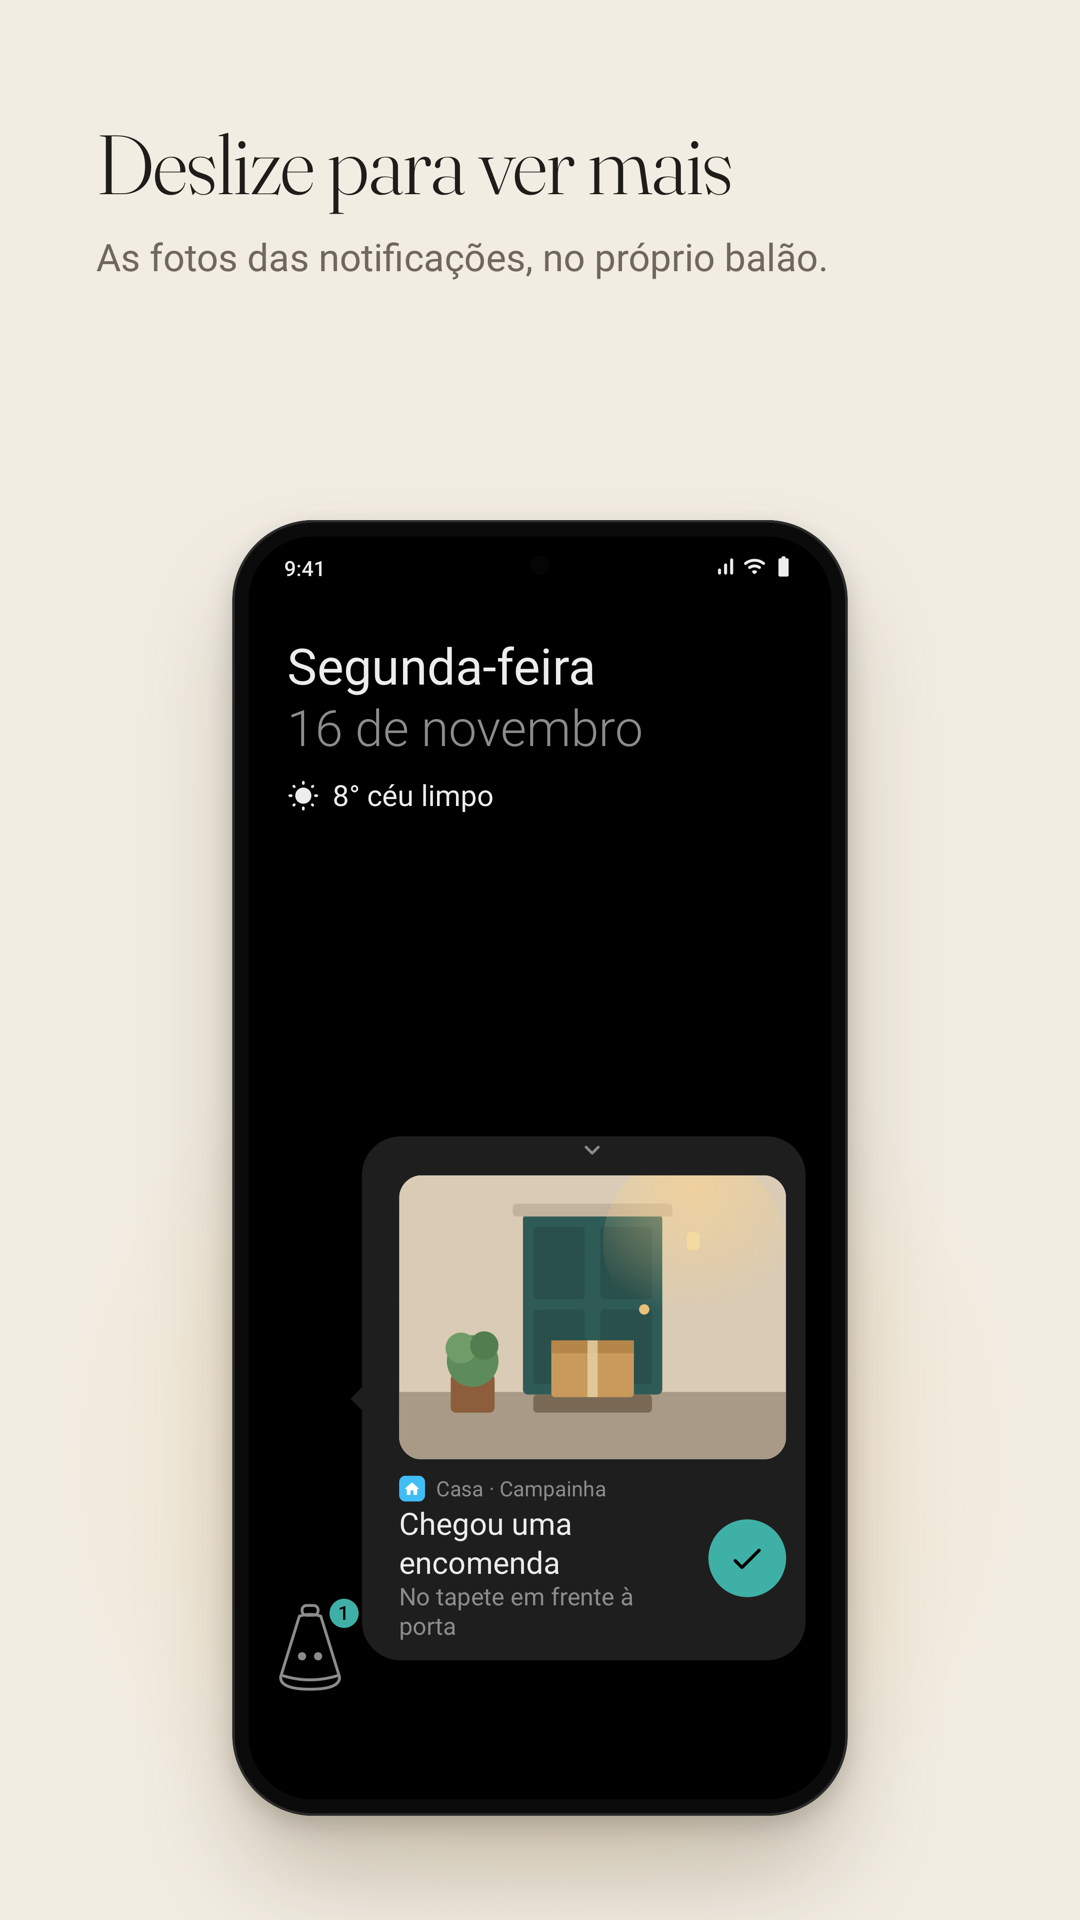 Deslize para ver mais
As fotos das notificações, no próprio balão.
9:41
Segunda-feira
16 de novembro
8° céu limpo
Casa · Campainha
Chegou uma
encomenda
No tapete em frente à
porta
1